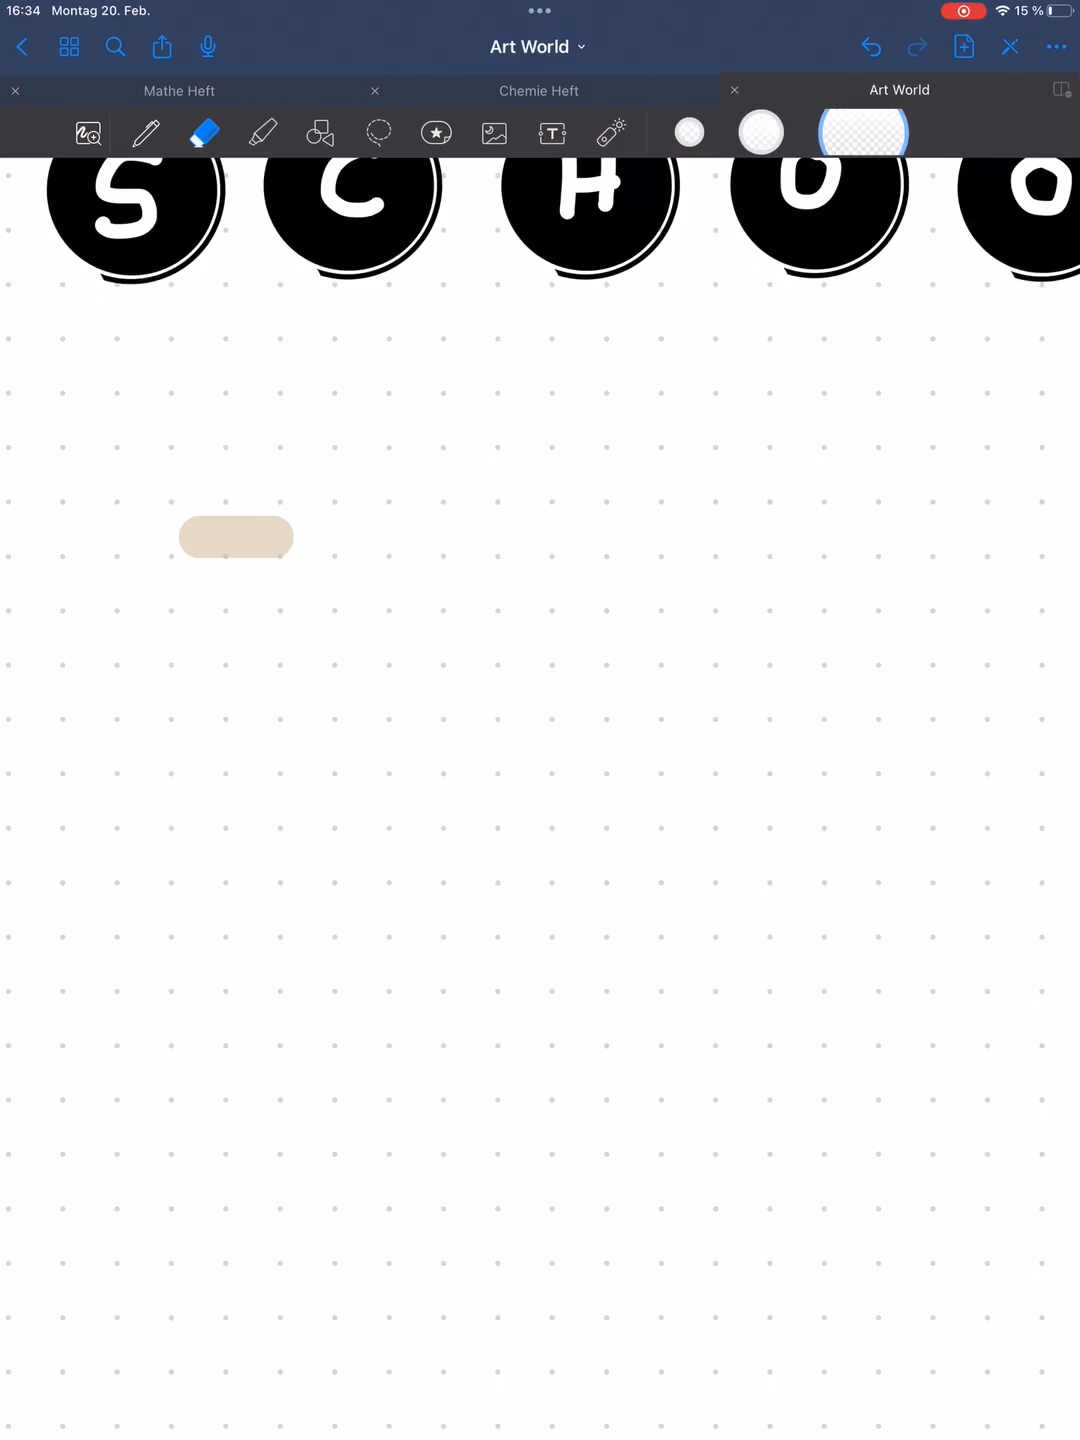 16:34 Montag 20. Feb. 15 %
Art World
Mathe Heft Chemie Heft Art World
T
S C H O O